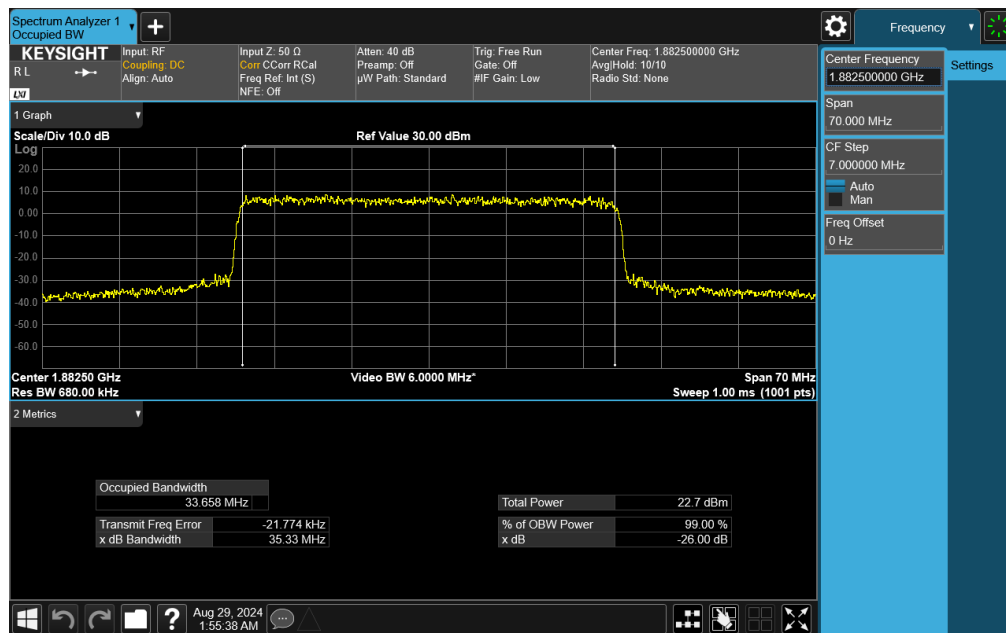 Spectrum Analyzer 1
Occupied BW
Frequency
KEYSIGHT
R L
LXI
Input: RF
Coupling: DC
Align: Auto
Input Z: 50 Ω
Corr CCorr RCal
Freq Ref: Int (S)
NFE: Off
Atten: 40 dB
Preamp: Off
µW Path: Standard
Trig: Free Run
Gate: Off
#IF Gain: Low
Center Freq: 1.882500000 GHz
Avg|Hold: 10/10
Radio Std: None
Center Frequency
1.882500000 GHz
Settings
Span
70.000 MHz
CF Step
7.000000 MHz
Auto
Man
Freq Offset
0 Hz
1 Graph
Scale/Div 10.0 dB
Ref Value 30.00 dBm
Log
20.0
10.0
0.00
-10.0
-20.0
-30.0
-40.0
-50.0
-60.0
Center 1.88250 GHz
Video BW 6.0000 MHz*
Span 70 MHz
Res BW 680.00 kHz
Sweep 1.00 ms (1001 pts)
2 Metrics
Occupied Bandwidth
33.658 MHz
Total Power 22.7 dBm
Transmit Freq Error -21.774 kHz
% of OBW Power 99.00 %
x dB Bandwidth 35.33 MHz
x dB -26.00 dB
Aug 29, 2024
1:55:38 AM